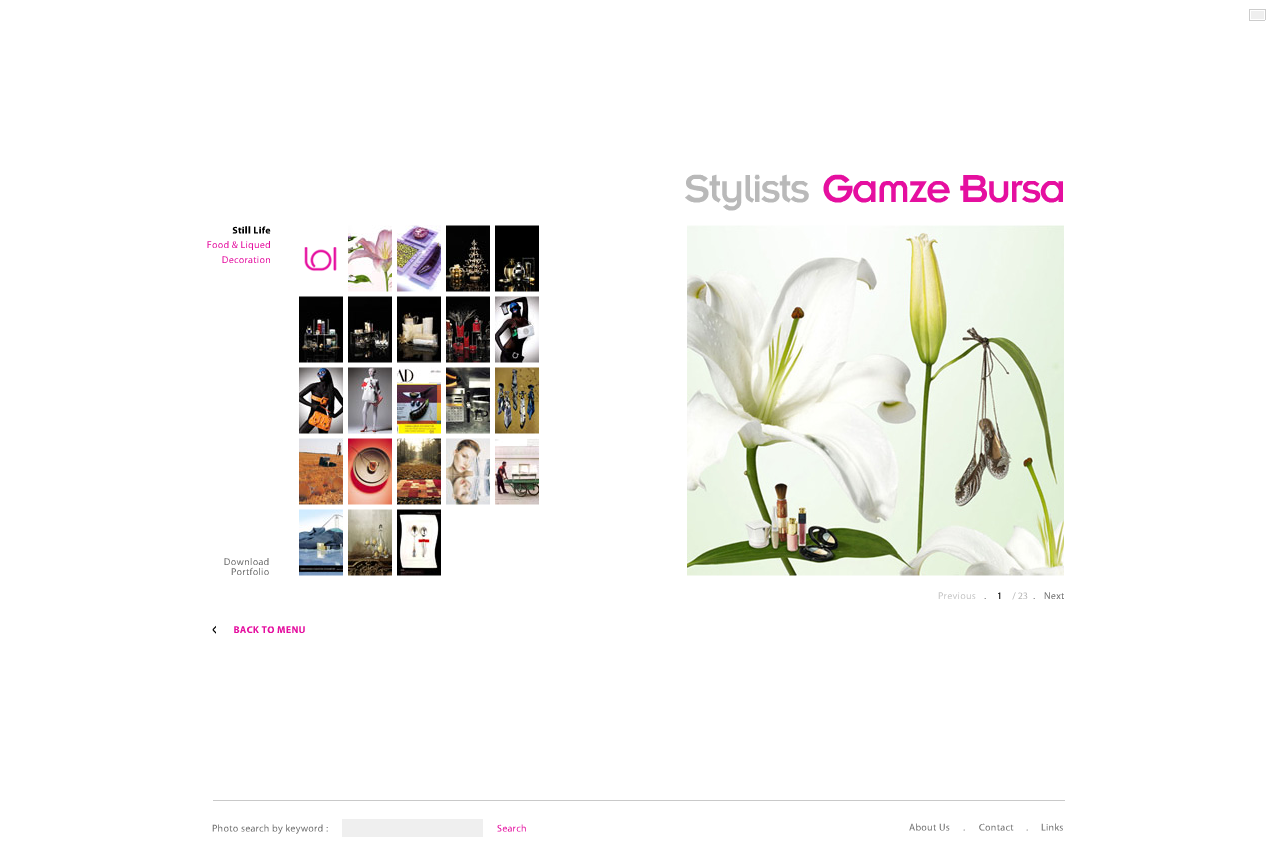 Stylists Gamze Bursa
Still Life
Food & Liqued
Decoration
lol
AD
Download
Portfolio
Previous . 1 / 23 . Next
< BACK TO MENU
Photo search by keyword :
Search
About Us . Contact . Links